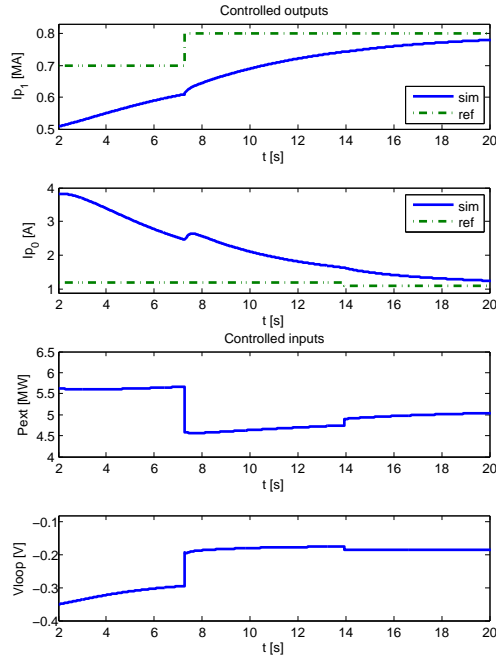 Controlled outputs
Ip1 [MA]
0.8
0.7
0.6
0.5
2 4 6 8 10 12 14 16 18 20
t [s]
sim
ref
Ip0 [A]
4
3
2
1
2 4 6 8 10 12 14 16 18 20
t [s]
sim
ref
Controlled inputs
Pext [MW]
6.5
6
5.5
5
4.5
4
2 4 6 8 10 12 14 16 18 20
t [s]
Vloop [V]
−0.1
−0.2
−0.3
−0.4
2 4 6 8 10 12 14 16 18 20
t [s]